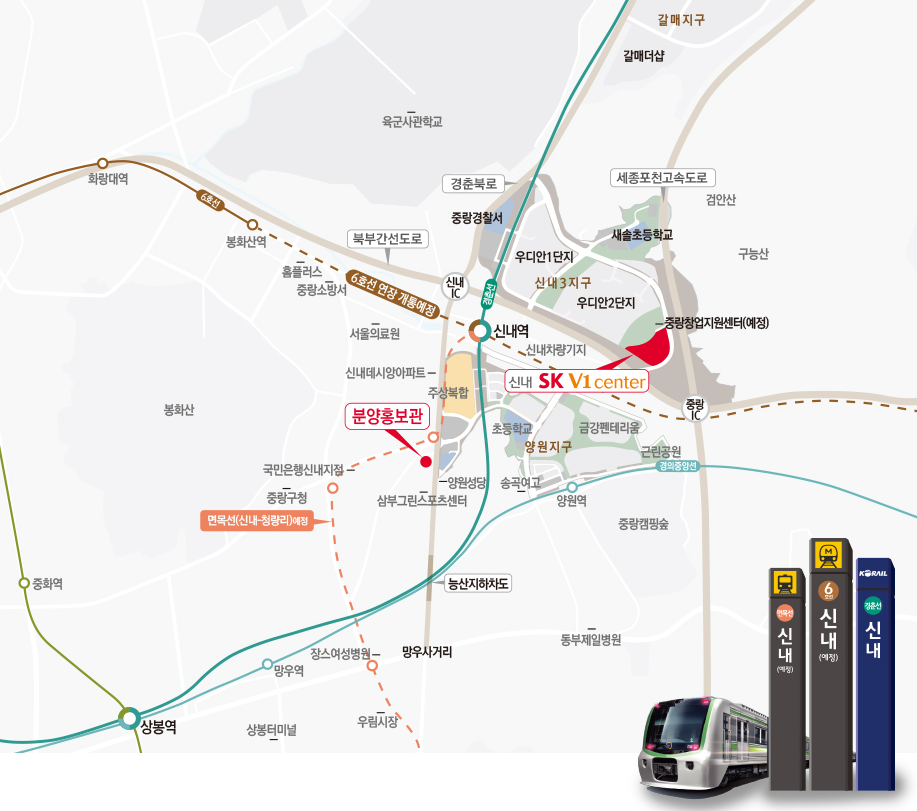 갈매지구
갈매더샵
육군사관학교
화랑대역
6호선
봉화산역
경춘북로
세종포천고속도로
검안산
중랑경찰서
새솔초등학교
북부간선도로
구능산
우디안1단지
홈플러스
중랑소방서
6호선 연장 개통예정
신내
IC
경춘선
신내3지구
우디안2단지
서울의료원
신내역
중랑창업지원센터(예정)
신내차량기지
신내데시앙아파트
신내 SK V1 center
주상복합
봉화산
분양홍보관
중랑
IC
초등학교
금강펜테리움
양원지구
근린공원
경의중앙선
국민은행신내지점
중랑구청
양원성당
송곡여고
삼부그린스포츠센터
양원역
면목선(신내-청량리)예정
중랑캠핑숲
중화역
능산지하차도
동부제일병원
장스여성병원
망우사거리
망우역
상봉역
상봉터미널
우림시장
M
KORAIL
면목선
신내
(예정)
6
호선
신내
(예정)
경춘선
신내